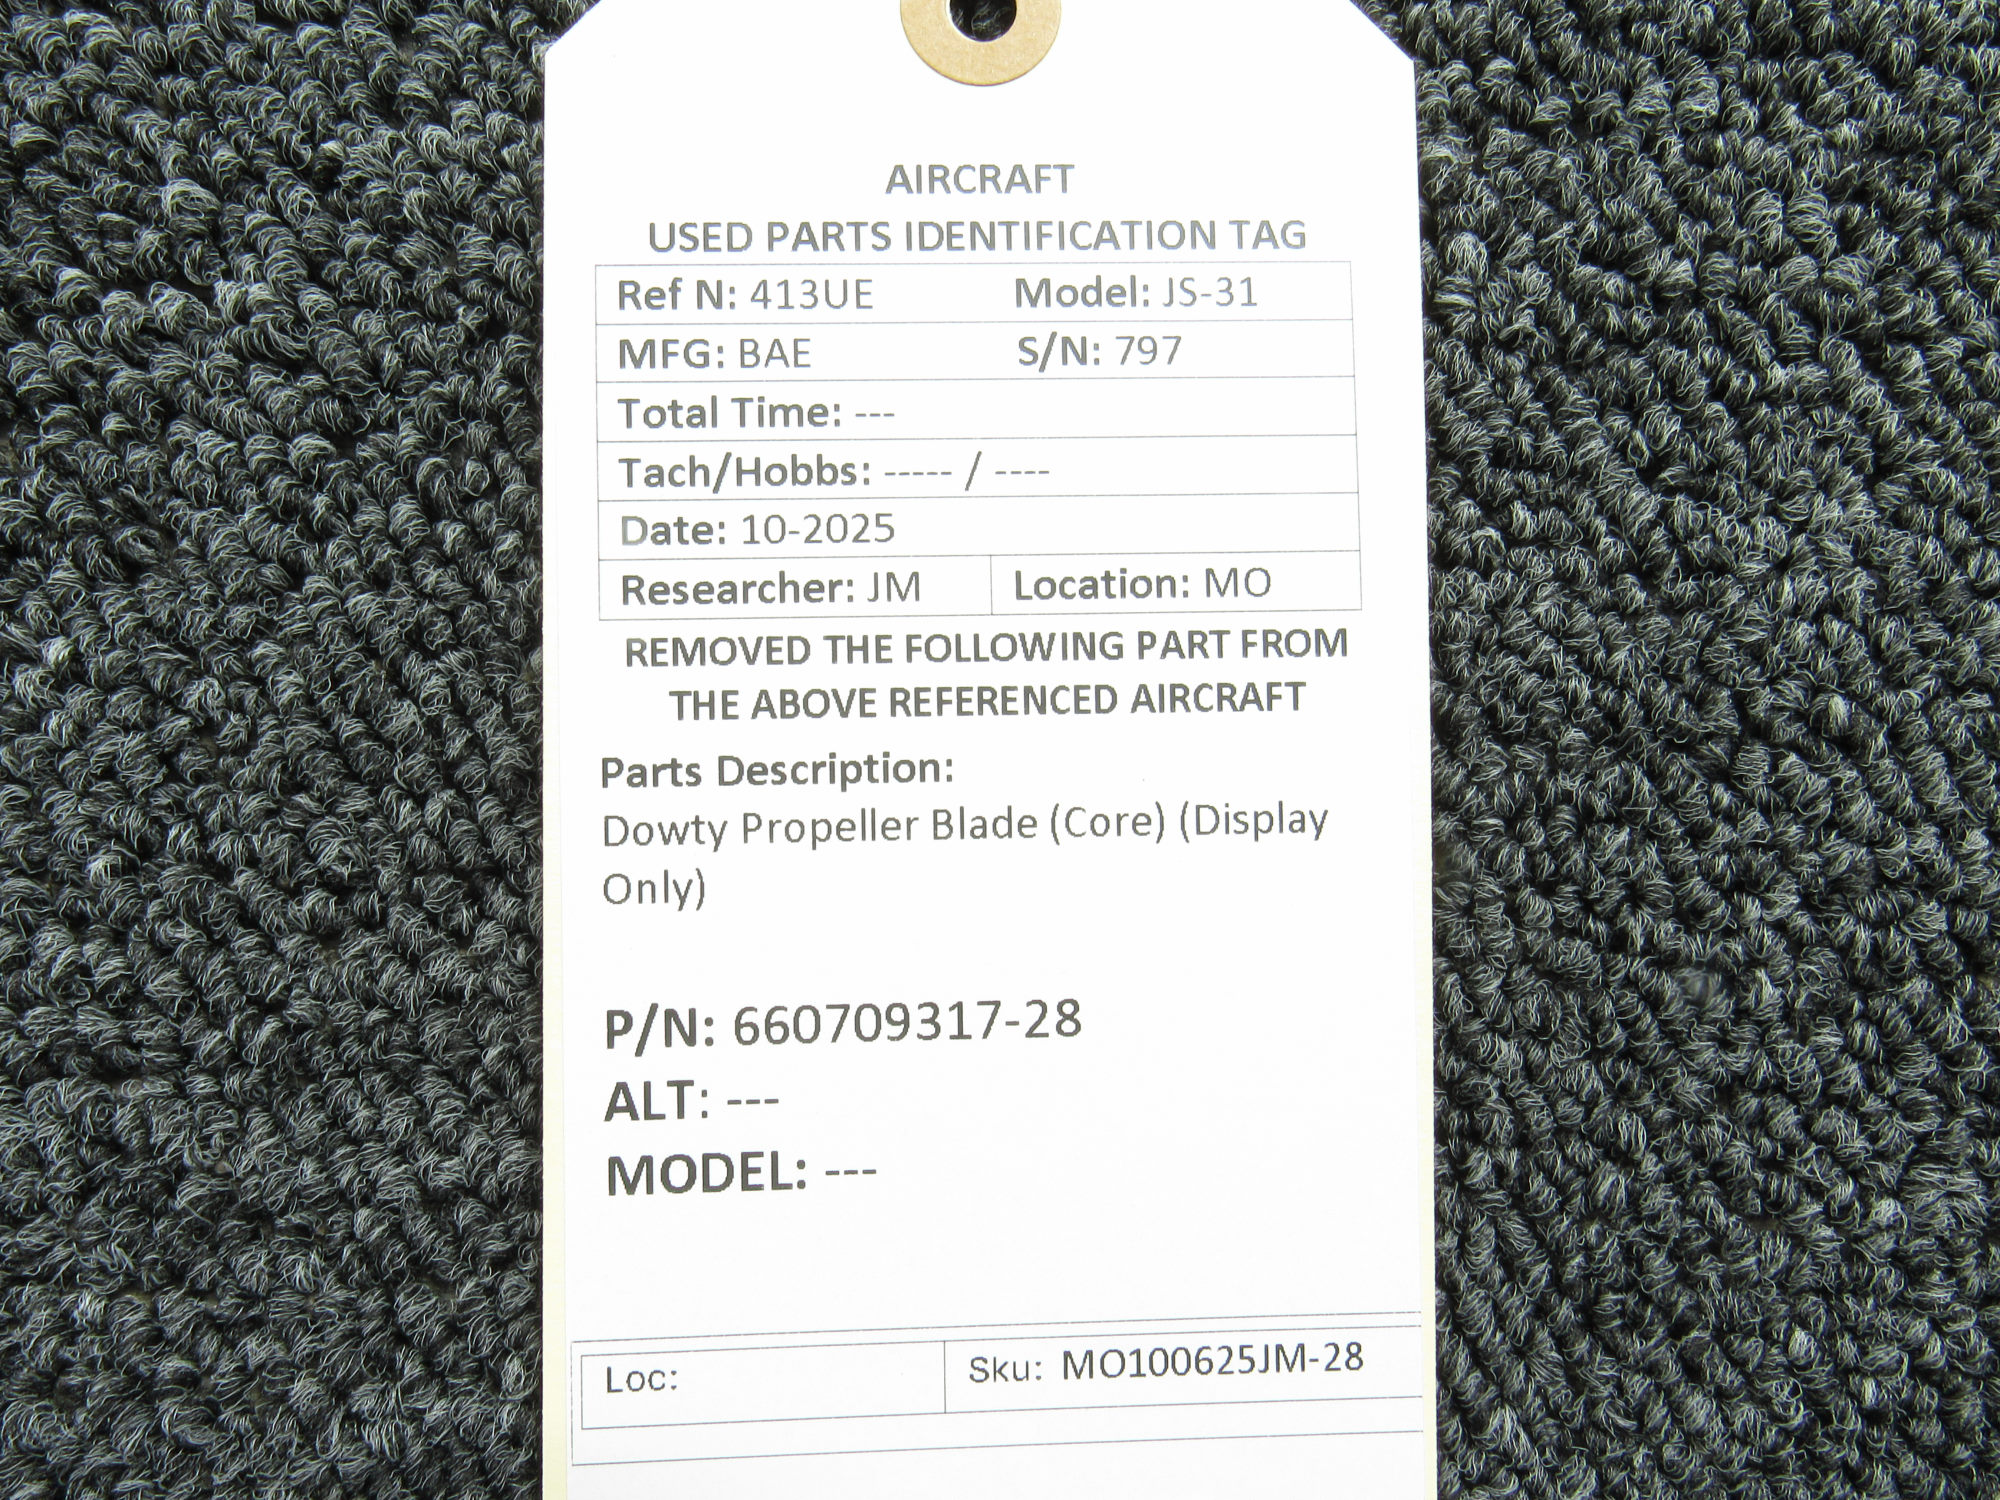 AIRCRAFT
USED PARTS IDENTIFICATION TAG
Ref N: 413UE Model: JS-31
MFG: BAE S/N: 797
Total Time: ---
Tach/Hobbs: ----- / ----
Date: 10-2025
Researcher: JM Location: MO
REMOVED THE FOLLOWING PART FROM
THE ABOVE REFERENCED AIRCRAFT
Parts Description:
Dowty Propeller Blade (Core) (Display
Only)
P/N: 660709317-28
ALT: ---
MODEL: ---
Loc: Sku: MO100625JM-28